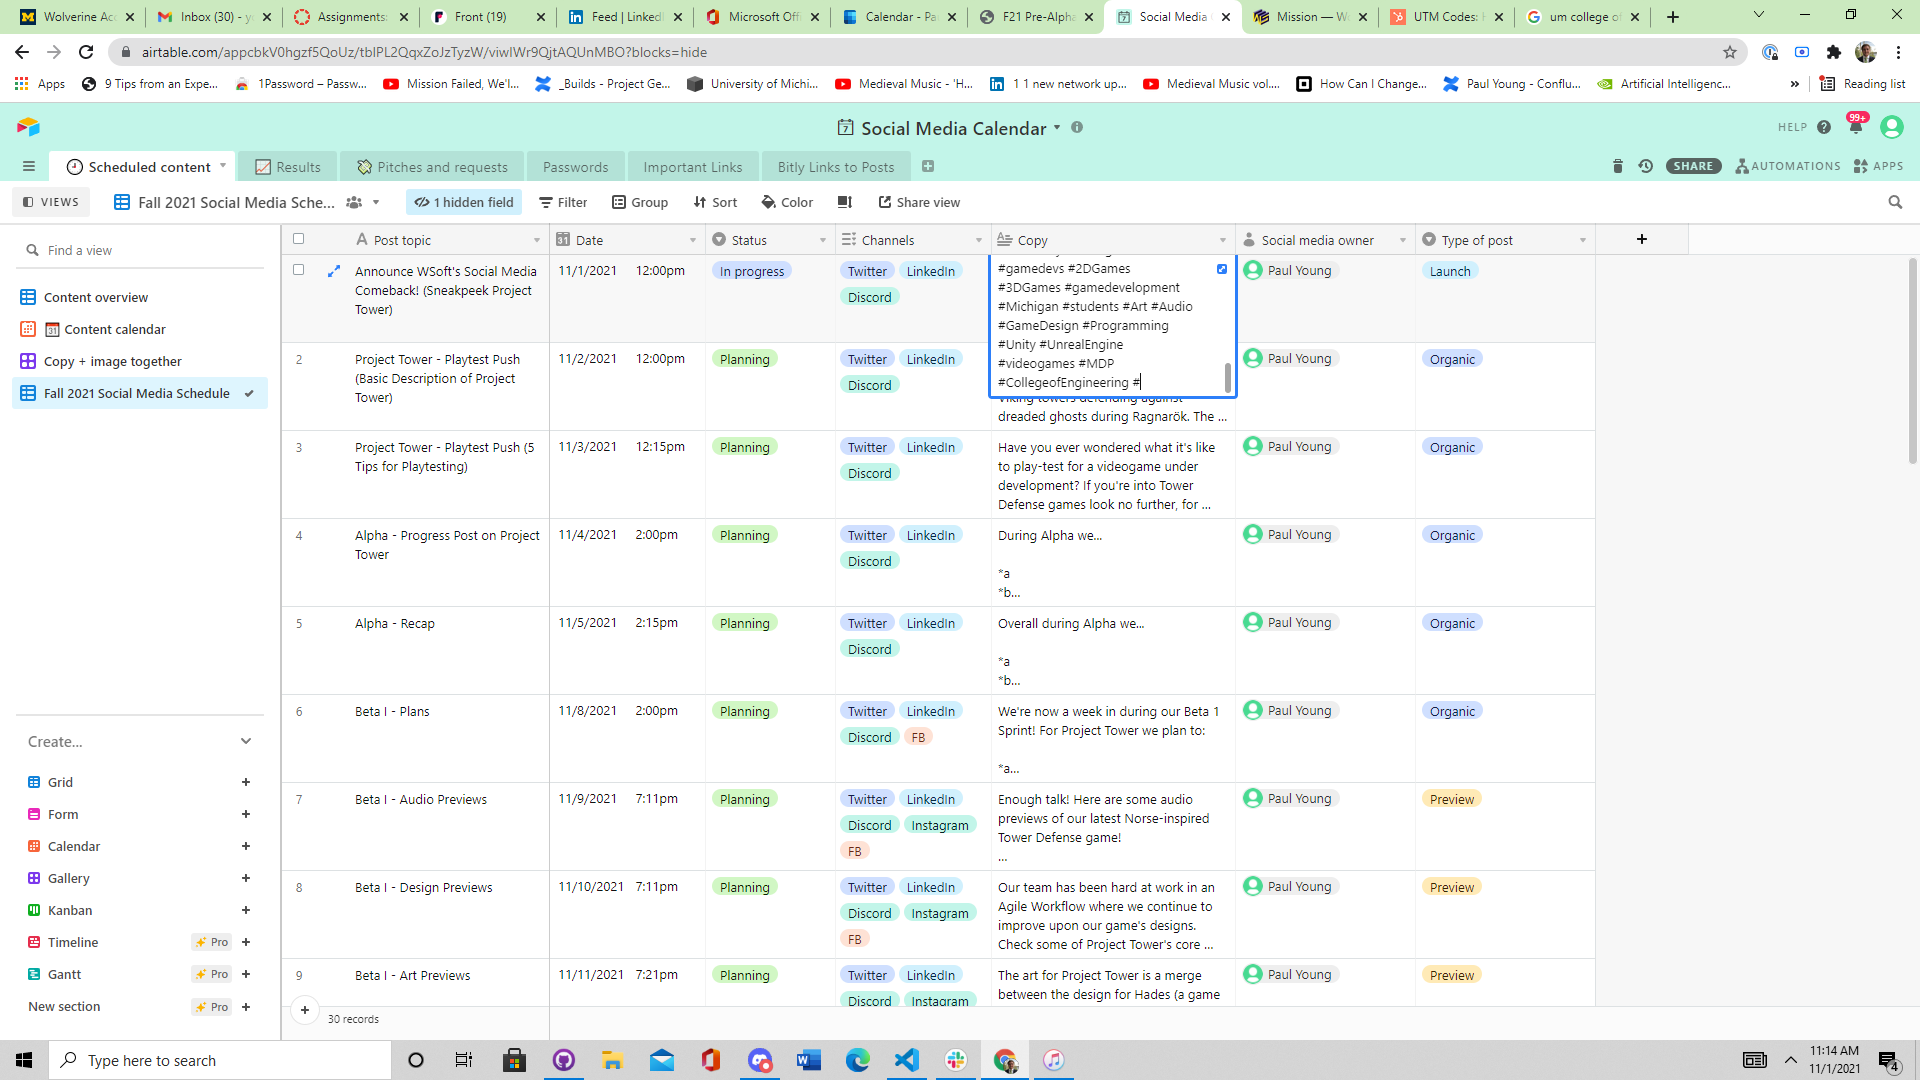 Wolverine Acc
Inbox (30) - y
Assignments:
Front (19)
Feed | LinkedI
Microsoft Offi
Calendar - Pa
F21 Pre-Alpha
Social Media
Mission — W
UTM Codes: H
um college of
airtable.com/appcbkV0hgzf5QoUz/tblPL2QqxZoJzTyzW/viwIWr9QjtAQUnMBO?blocks=hide
Apps
9 Tips from an Expe...
1Password – Passw...
Mission Failed, We'l...
_Builds - Project Ge...
University of Michi...
Medieval Music - 'H...
1 1 new network up...
Medieval Music vol....
How Can I Change...
Paul Young - Conflu...
Artificial Intelligenc...
»
Reading list
Social Media Calendar
HELP
99+
Scheduled content
Results
Pitches and requests
Passwords
Important Links
Bitly Links to Posts
SHARE
AUTOMATIONS
APPS
VIEWS
Fall 2021 Social Media Sche...
1 hidden field
Filter
Group
Sort
Color
Share view
Find a view
Post topic
Date
Status
Channels
Copy
Social media owner
Type of post
Content overview
Content calendar
Copy + image together
Fall 2021 Social Media Schedule
Announce WSoft's Social Media
Comeback! (Sneakpeek Project
Tower)
11/1/2021 12:00pm
In progress
Twitter LinkedIn
Discord
#gamedevs #2DGames
#3DGames #gamedevelopment
#Michigan #students #Art #Audio
#GameDesign #Programming
#Unity #UnrealEngine
#videogames #MDP
#CollegeofEngineering #
Paul Young
Launch
2
Project Tower - Playtest Push
(Basic Description of Project
Tower)
11/2/2021 12:00pm
Planning
Twitter LinkedIn
Discord
Viking towers defending against
dreaded ghosts during Ragnarök. The ...
Paul Young
Organic
3
Project Tower - Playtest Push (5
Tips for Playtesting)
11/3/2021 12:15pm
Planning
Twitter LinkedIn
Discord
Have you ever wondered what it's like
to play-test for a videogame under
development? If you're into Tower
Defense games look no further, for ...
Paul Young
Organic
4
Alpha - Progress Post on Project
Tower
11/4/2021 2:00pm
Planning
Twitter LinkedIn
Discord
During Alpha we...
*a
*b...
Paul Young
Organic
5
Alpha - Recap
11/5/2021 2:15pm
Planning
Twitter LinkedIn
Discord
Overall during Alpha we...
*a
*b...
Paul Young
Organic
6
Beta I - Plans
11/8/2021 2:00pm
Planning
Twitter LinkedIn
Discord FB
We're now a week in during our Beta 1
Sprint! For Project Tower we plan to:
*a...
Paul Young
Organic
7
Beta I - Audio Previews
11/9/2021 7:11pm
Planning
Twitter LinkedIn
Discord Instagram
FB
Enough talk! Here are some audio
previews of our latest Norse-inspired
Tower Defense game!
...
Paul Young
Preview
8
Beta I - Design Previews
11/10/2021 7:11pm
Planning
Twitter LinkedIn
Discord Instagram
FB
Our team has been hard at work in an
Agile Workflow where we continue to
improve upon our game's designs.
Check some of Project Tower's core ...
Paul Young
Preview
9
Beta I - Art Previews
11/11/2021 7:21pm
Planning
Twitter LinkedIn
Discord Instagram
The art for Project Tower is a merge
between the design for Hades (a game
Paul Young
Preview
Create...
Grid
Form
Calendar
Gallery
Kanban
Timeline Pro
Gantt Pro
New section Pro
30 records
Type here to search
11:14 AM
11/1/2021
4